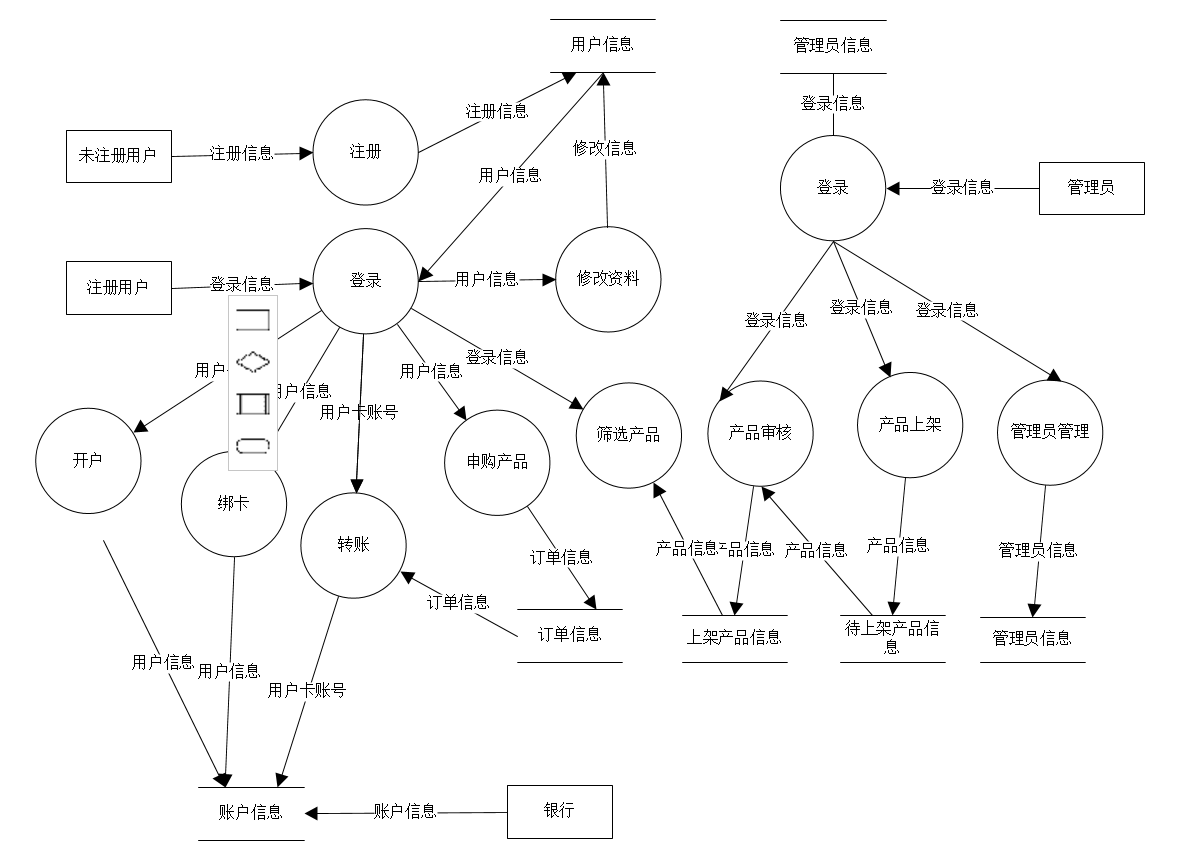 用户信息
管理员信息
登录信息
注册信息
未注册用户
注册信息
注册
修改信息
用户信息
登录
登录信息
管理员
注册用户
登录信息
登录
用户信息
修改资料
登录信息
登录信息
登录信息
用户
户信息
用户卡账号
用户信息
登录信息
开户
绑卡
转账
申购产品
筛选产品
产品审核
产品上架
管理员管理
订单信息
产品信息
产品信息
产品信息
产品信息
管理员信息
订单信息
订单信息
上架产品信息
待上架产品信
息
管理员信息
用户信息
用户信息
用户卡账号
账户信息
账户信息
银行